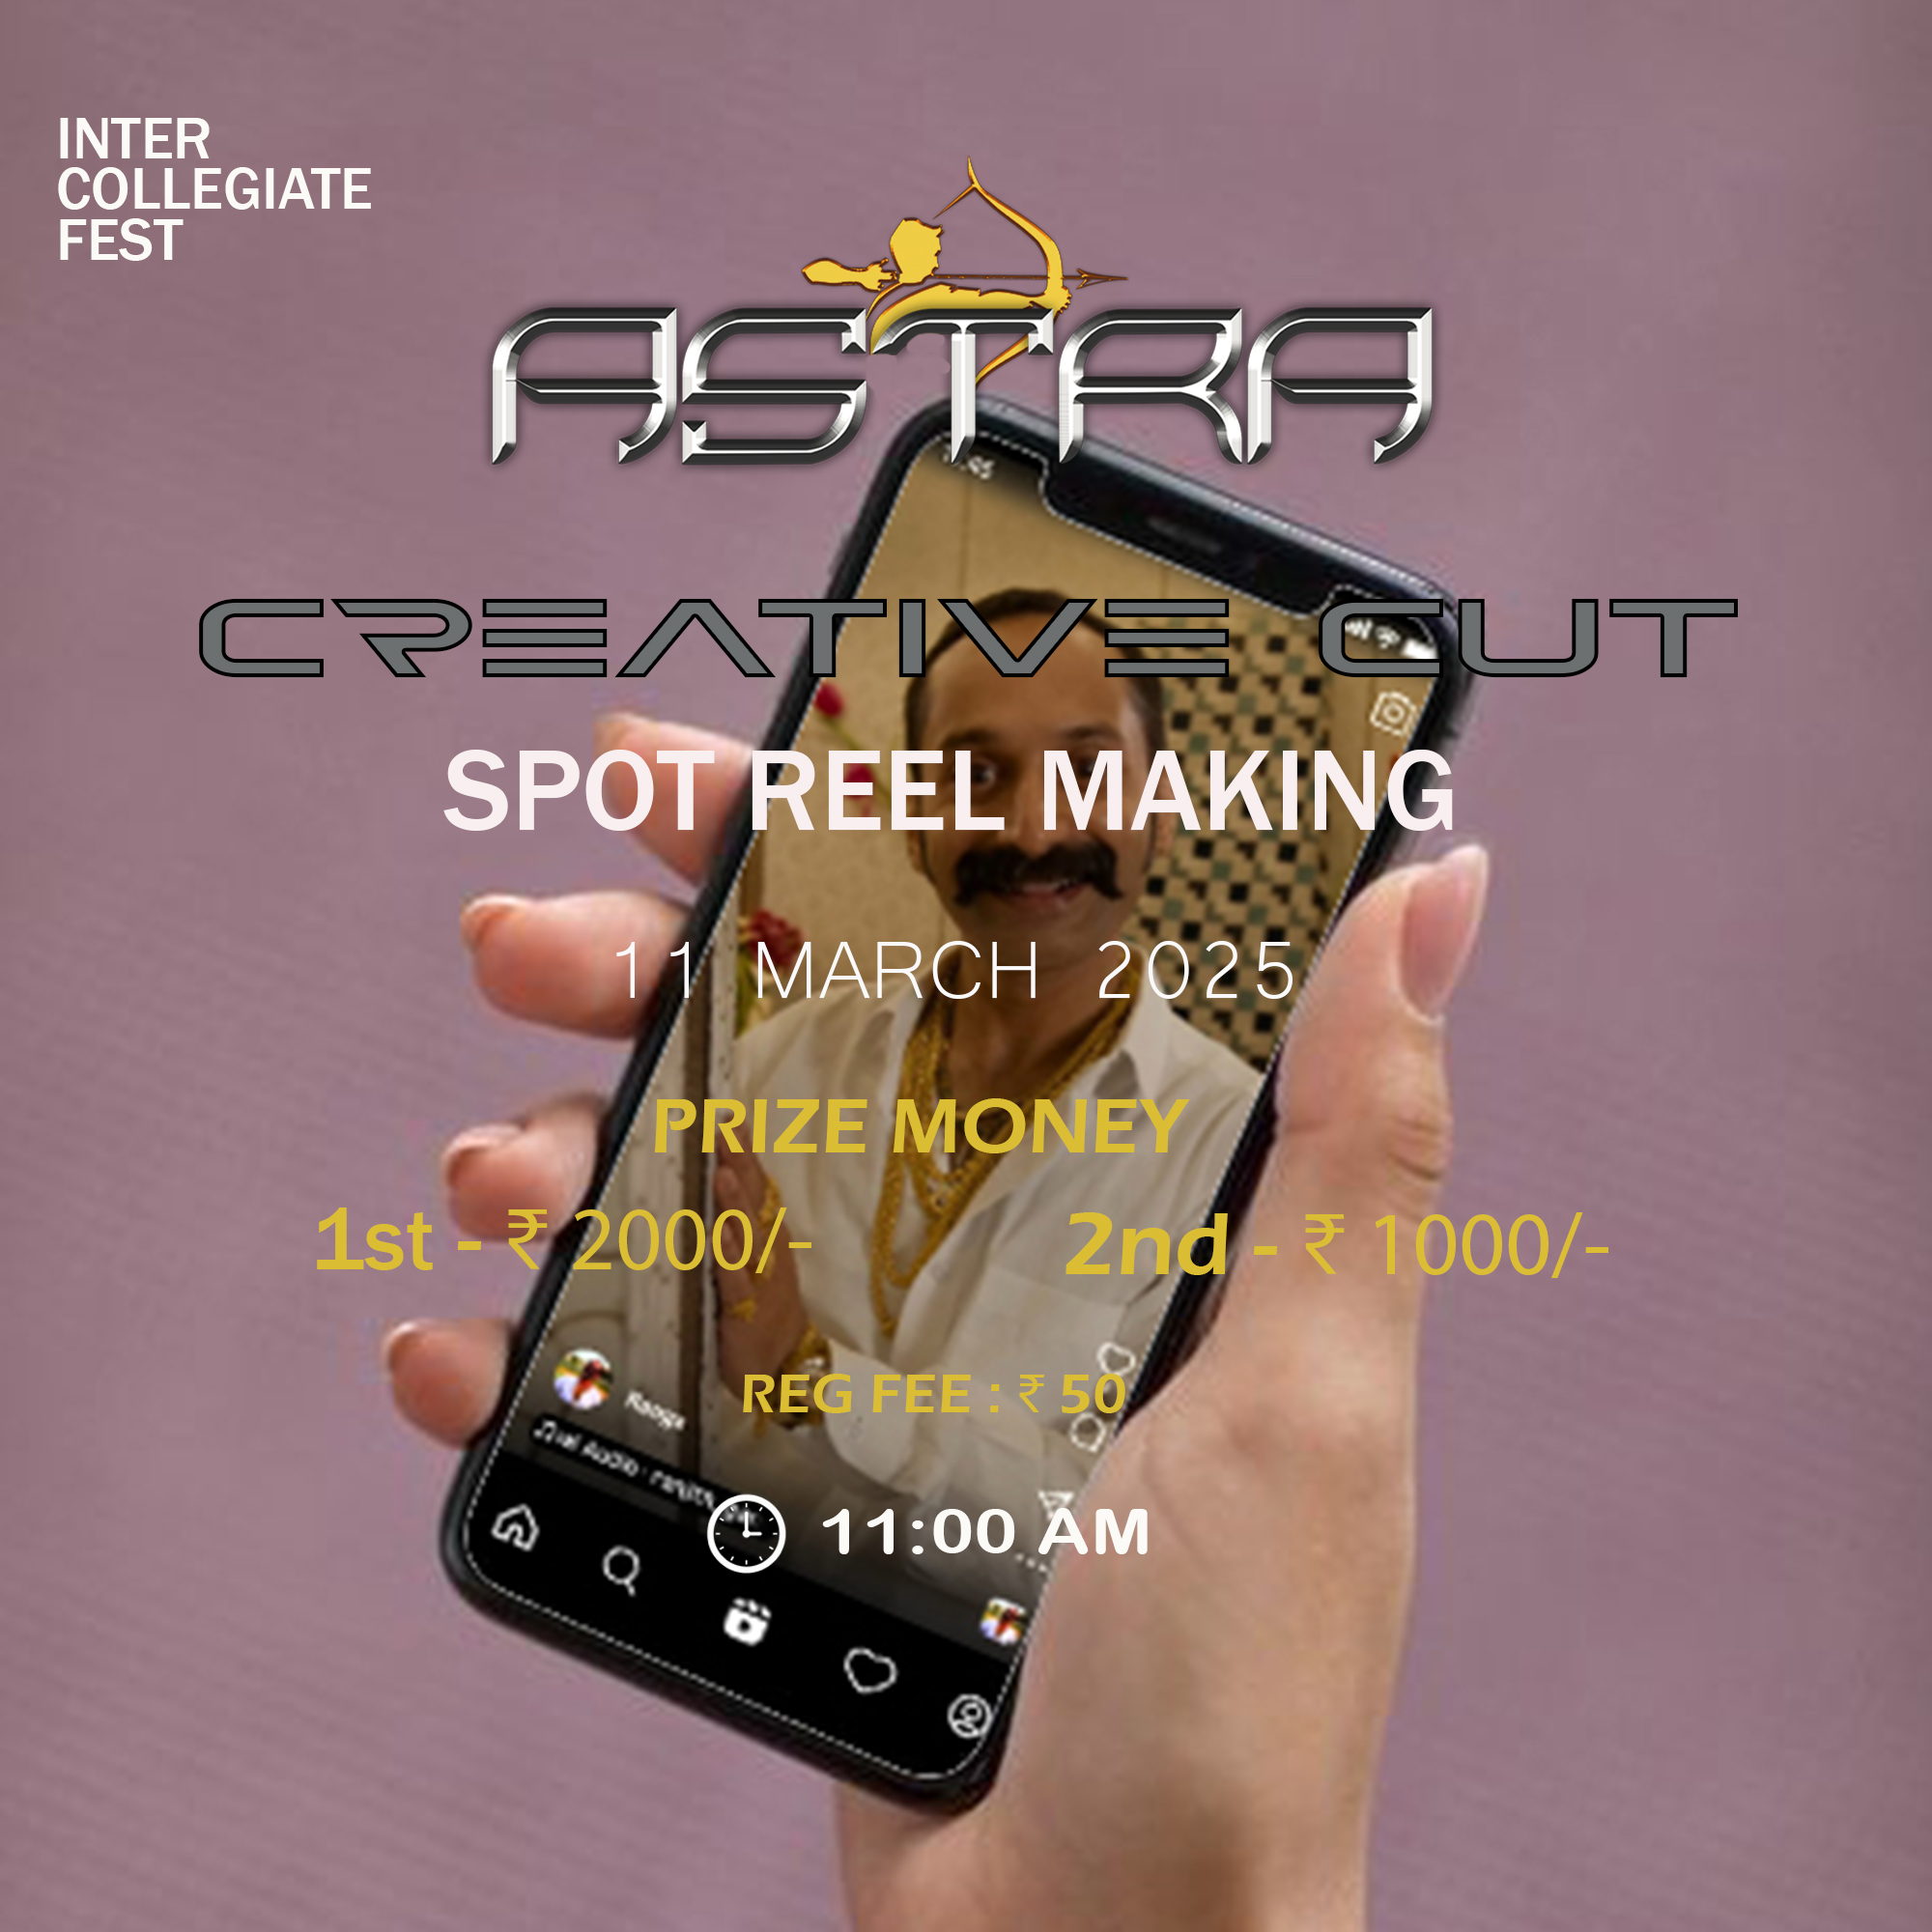 INTER
COLLEGIATE
FEST
ASTRA
CREATIVE CUT
SPOT REEL MAKING
11 MARCH 2025
PRIZE MONEY
1st - ₹ 2000/-
2nd - ₹ 1000/-
REG FEE : ₹ 50
Ranga
11:00 AM